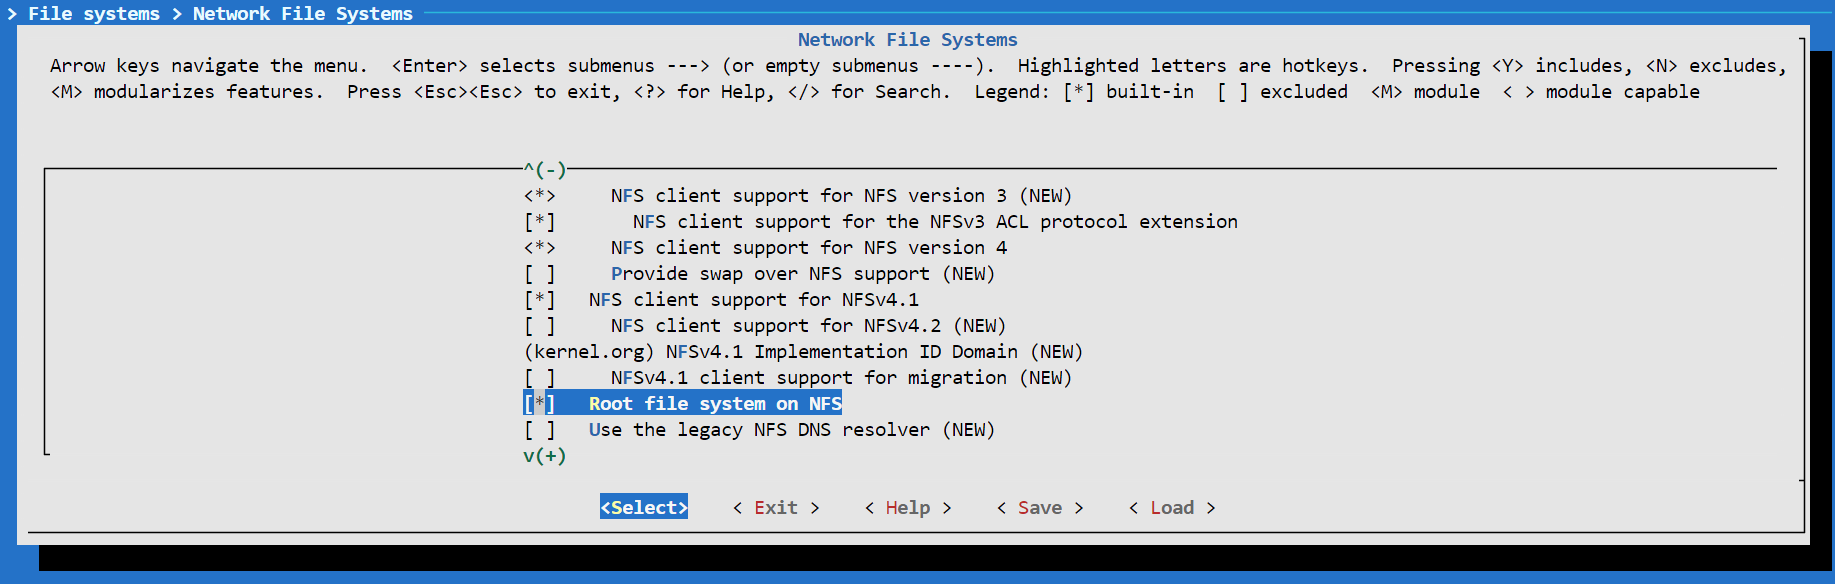 > File systems > Network File Systems
Network File Systems
Arrow keys navigate the menu.  <Enter> selects submenus ---> (or empty submenus ----).  Highlighted letters are hotkeys.  Pressing <Y> includes, <N> excludes,
<M> modularizes features.  Press <Esc><Esc> to exit, <?> for Help, </> for Search.  Legend: [*] built-in  [ ] excluded  <M> module  < > module capable
^(-)
<*>     NFS client support for NFS version 3 (NEW)
[*]       NFS client support for the NFSv3 ACL protocol extension
<*>     NFS client support for NFS version 4
[ ]     Provide swap over NFS support (NEW)
[*]   NFS client support for NFSv4.1
[ ]     NFS client support for NFSv4.2 (NEW)
(kernel.org) NFSv4.1 Implementation ID Domain (NEW)
[ ]     NFSv4.1 client support for migration (NEW)
[*]   Root file system on NFS
[ ]   Use the legacy NFS DNS resolver (NEW)
v(+)
<Select>    < Exit >    < Help >    < Save >    < Load >